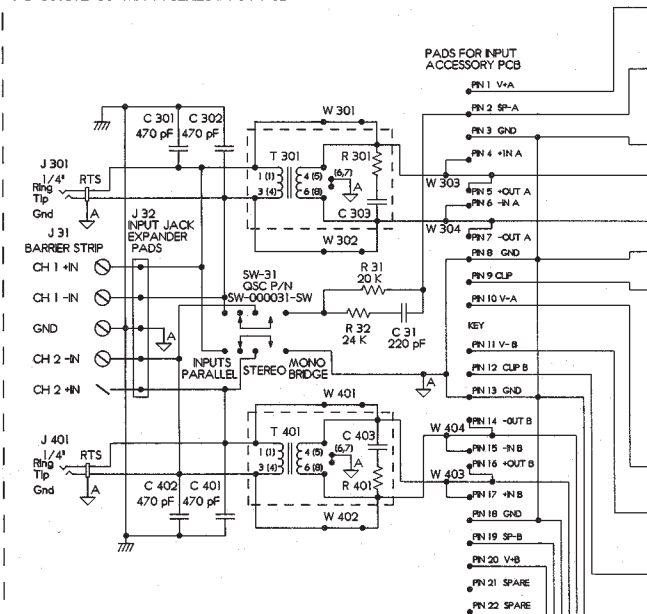 PADS FOR INPUT
ACCESSORY PCB
PIN 1 V+A
PIN 2 SP-A
PIN 3 GND
PIN 4 +IN A
W 303
PIN 5 +OUT A
PIN 6 -IN A
W 304
PIN 7 -OUT A
PIN 8 GND
PIN 9 CLIP
PIN 10 V-A
KEY
PIN 11 V-B
PIN 12 CLIP B
PIN 13 GND
PIN 14 -OUT B
W 404
PIN 15 -IN B
PIN 16 +OUT B
W 403
PIN 17 +IN B
PIN 18 GND
PIN 19 SP-B
PIN 20 V+B
PIN 21 SPARE
PIN 22 SPARE
C 301 C 302
470 pF 470 pF
W 301
T 301
R 301
1 (1) 4 (5)
(6,7)
3 (4) 6 (8)
A
C 303
W 302
J 301
1/4" RTS
Ring
Tip
Gnd A
J 31
BARRIER STRIP
J 32
INPUT JACK
EXPANDER
PADS
CH 1 +IN
CH 1 -IN
GND
A
CH 2 -IN
CH 2 +IN
SW-31
QSC P/N
SW-000031-SW
R 31
20 K
R 32
24 K
C 31
220 pF
INPUTS
PARALLEL
STEREO
MONO
BRIDGE
A
W 401
T 401
C 403
1 (1) 4 (5)
(6,7)
3 (4) 6 (8)
A
R 401
W 402
J 401
1/4" RTS
Ring
Tip
Gnd A
C 402 C 401
470 pF 470 pF